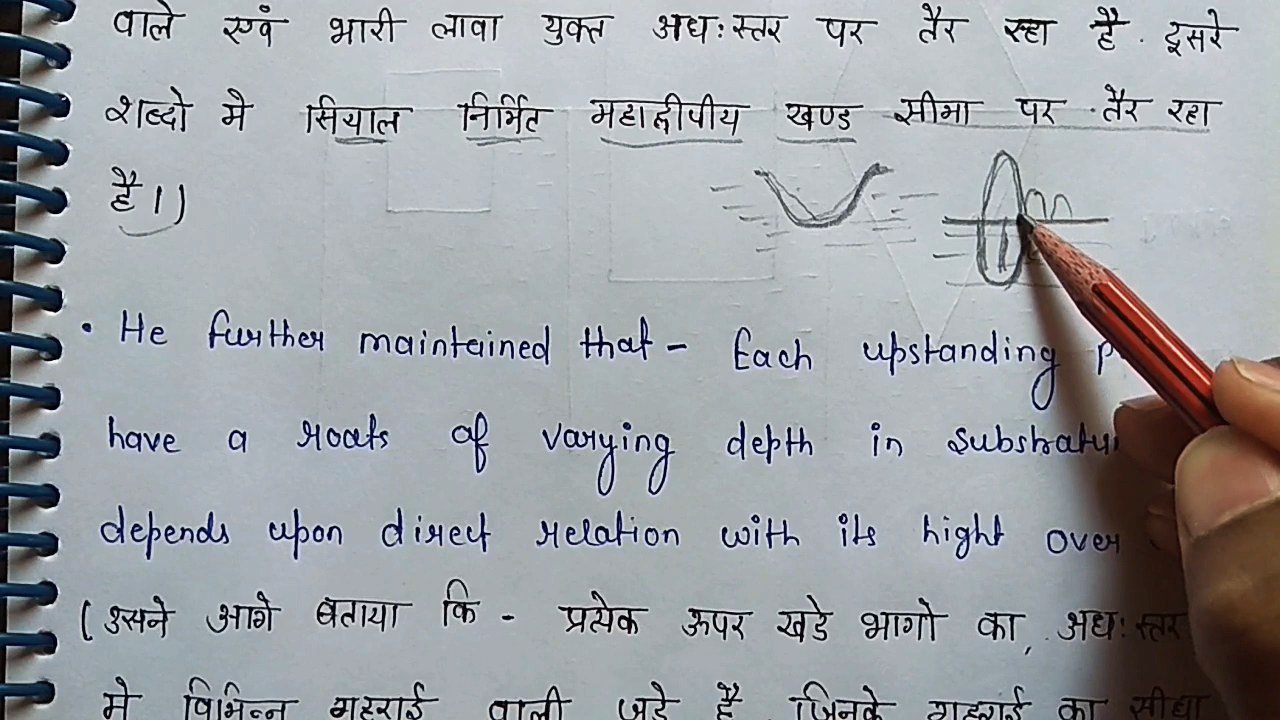 वाले एवं भारी लावा युक्त अधः स्तर पर तैर रहा है. दूसरे
शब्दो मे सियाल निर्मित महाद्वीपीय खण्ड सीमा पर तैर रहा
है।)
• He further maintained that - Each upstanding
have a roots of varying depth in
depends upon direct relation with its hight over
( उसने आगे बताया कि - प्रत्येक ऊपर खडे भागो का, अधः स्तर
मे विभिन्न गहराई वाली जडे है जिनके गहराई का सीधा